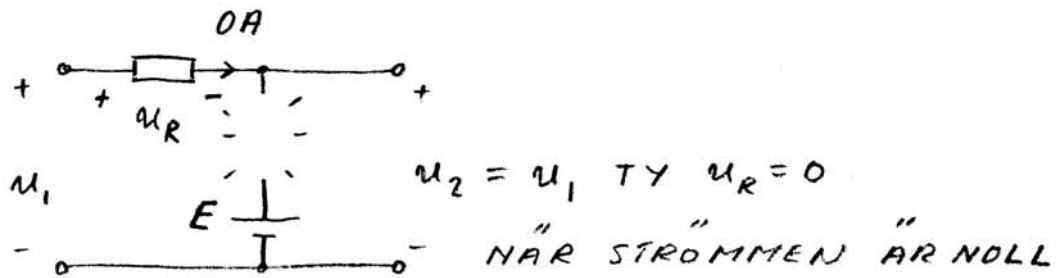 0A
+ + - +
u_R
u_1 u_2 = u_1 TY u_R = 0
E
- - NÄR STRÖMMEN ÄR NOLL